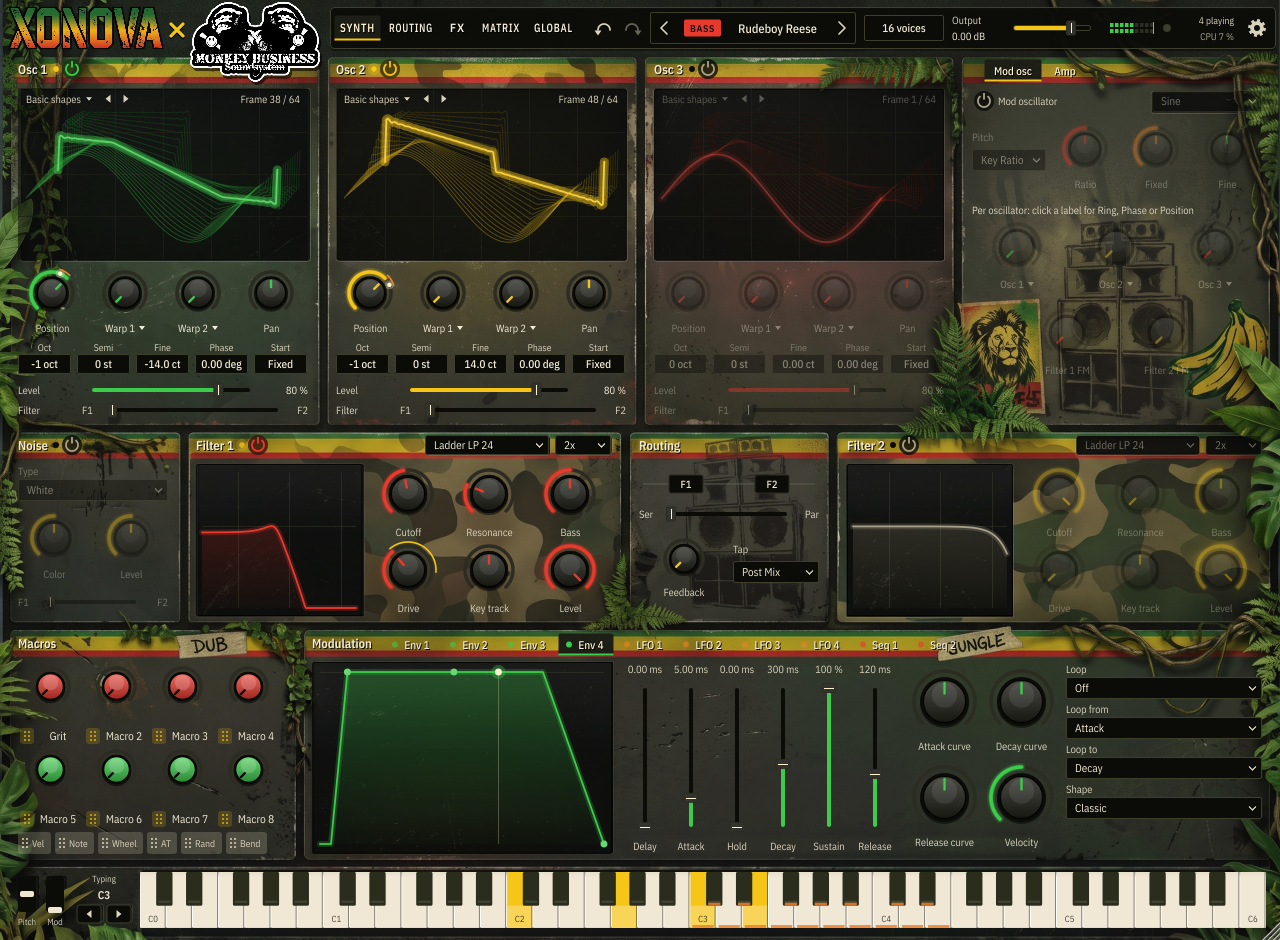 XONOVA × MONKEY BUSINESS Soundsystem
SYNTH ROUTING FX MATRIX GLOBAL
BASS Rudeboy Reese
16 voices
Output
0.00 dB
4 playing
CPU 7 %
Osc 1
Basic shapes Frame 38 / 64
Position Warp 1 Warp 2 Pan
Oct Semi Fine Phase Start
-1 oct 0 st -14.0 ct 0.00 deg Fixed
Level 80 %
Filter F1 F2
Osc 2
Basic shapes Frame 48 / 64
Position Warp 1 Warp 2 Pan
Oct Semi Fine Phase Start
-1 oct 0 st 14.0 ct 0.00 deg Fixed
Level 80 %
Filter F1 F2
Osc 3
Basic shapes Frame 1 / 64
Position Warp 1 Warp 2 Pan
Oct Semi Fine Phase Start
0 oct 0 st 0.00 ct 0.00 deg Fixed
Level 80 %
Filter F1 F2
Mod osc Amp
Mod oscillator Sine
Pitch
Key Ratio
Ratio Fixed Fine
Per oscillator: click a label for Ring, Phase or Position
Osc 1 Osc 2 Osc 3
Filter 1 FM Filter 2 FM
Noise
Type
White
Color Level
F1 F2
Filter 1 Ladder LP 24 2x
Cutoff Resonance Bass
Drive Key track Level
Routing
F1 F2
Ser Par
Tap
Post Mix
Feedback
Filter 2 Ladder LP 24 2x
Cutoff Resonance Bass
Drive Key track Level
Macros DUB
Grit Macro 2 Macro 3 Macro 4
Macro 5 Macro 6 Macro 7 Macro 8
Vel Note Wheel AT Rand Bend
Modulation Env 1 Env 2 Env 3 Env 4 LFO 1 LFO 2 LFO 3 LFO 4 Seq 1 Seq 2
JUNGLE
0.00 ms 5.00 ms 0.00 ms 300 ms 100 % 120 ms
Delay Attack Hold Decay Sustain Release
Attack curve Decay curve
Release curve Velocity
Loop
Off
Loop from
Attack
Loop to
Decay
Shape
Classic
Typing
C3
Pitch Mod
C0 C1 C2 C3 C4 C5 C6